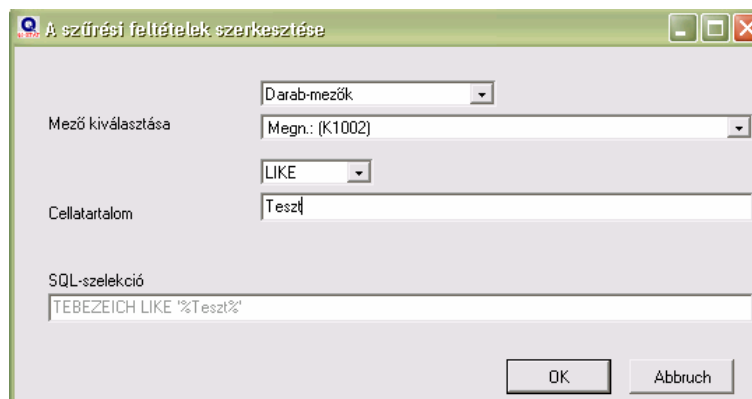 A szűrési feltételek szerkesztése
Darab-mezők
Mező kiválasztása
Megn.: (K1002)
LIKE
Cellatartalom
Teszt
SQL-szelekció
TEBEZEICH LIKE '%Teszt%'
OK
Abbruch